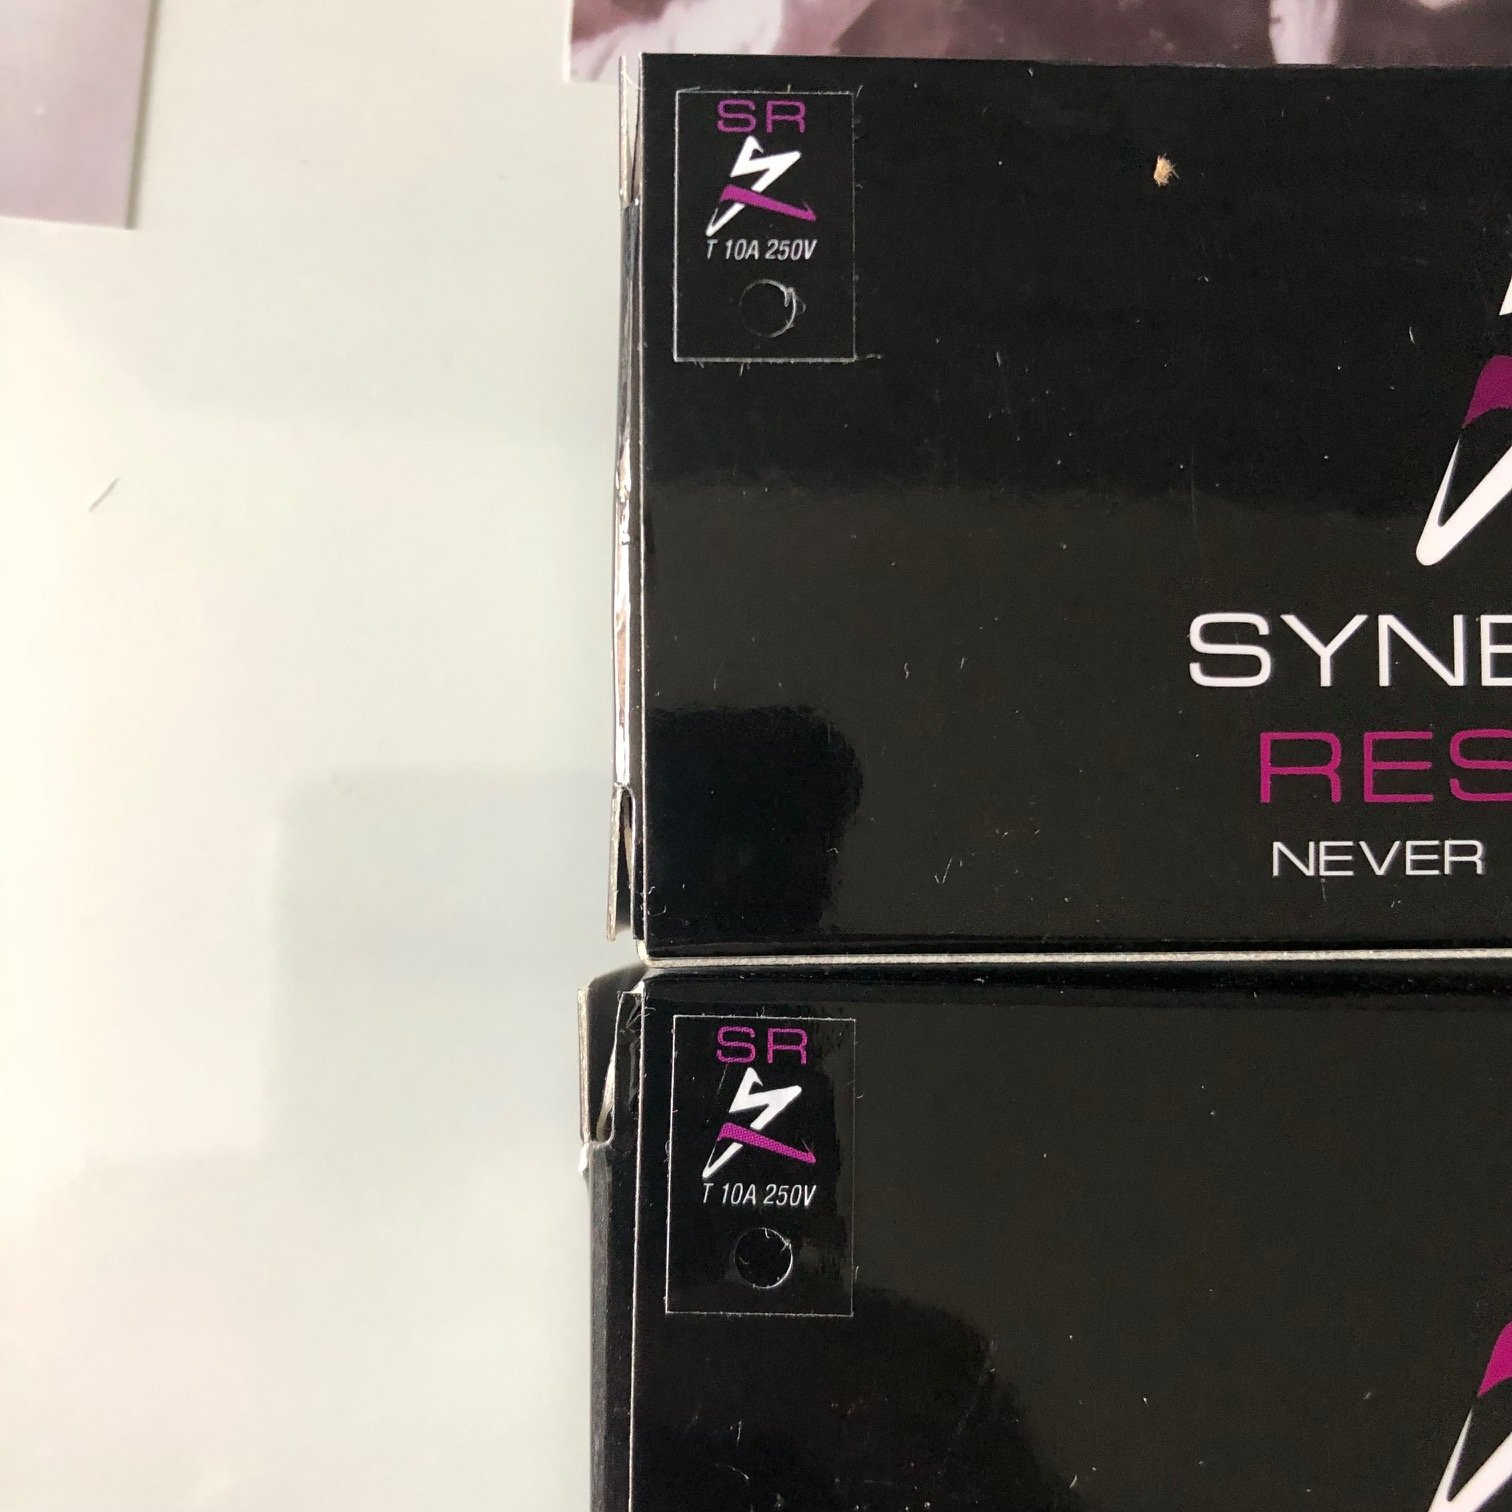 SR
T 10A 250V
SYNE
RES
NEVER
SR
T 10A 250V